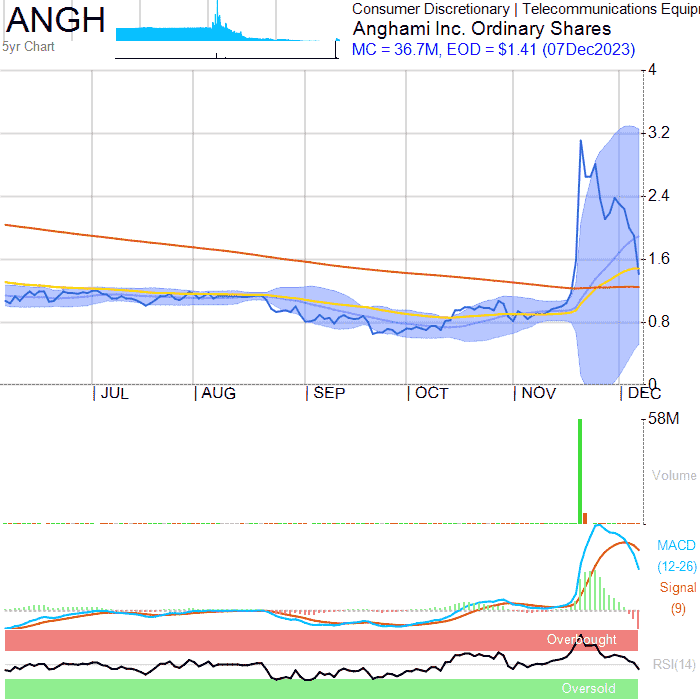 ANGH
5yr Chart
Consumer Discretionary | Telecommunications Equip
Anghami Inc. Ordinary Shares
MC = 36.7M, EOD = $1.41 (07Dec2023)
4
3.2
2.4
1.6
0.8
0
JUL AUG SEP OCT NOV DEC
58M
Volume
MACD
(12-26)
Signal
(9)
Overbought
RSI(14)
Oversold